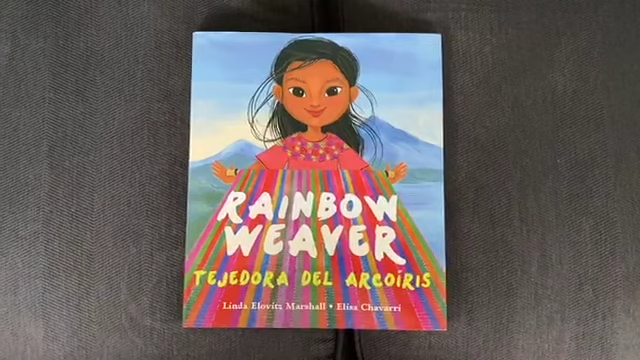 RAINBOW
WEAVER
TEJEDORA DEL ARCOÍRIS
Linda Elovitz Marshall • Elisa Chavarri